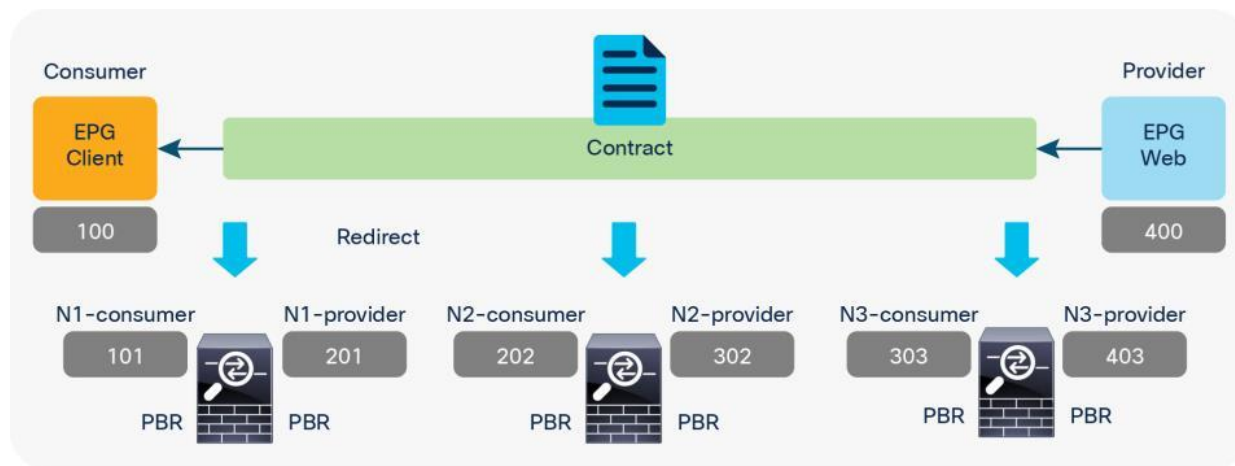 Consumer
Provider
EPG
Client
Contract
EPG
Web
100
Redirect
400
N1-consumer
N1-provider
N2-consumer
N2-provider
N3-consumer
N3-provider
101
201
202
302
303
403
PBR
PBR
PBR
PBR
PBR
PBR